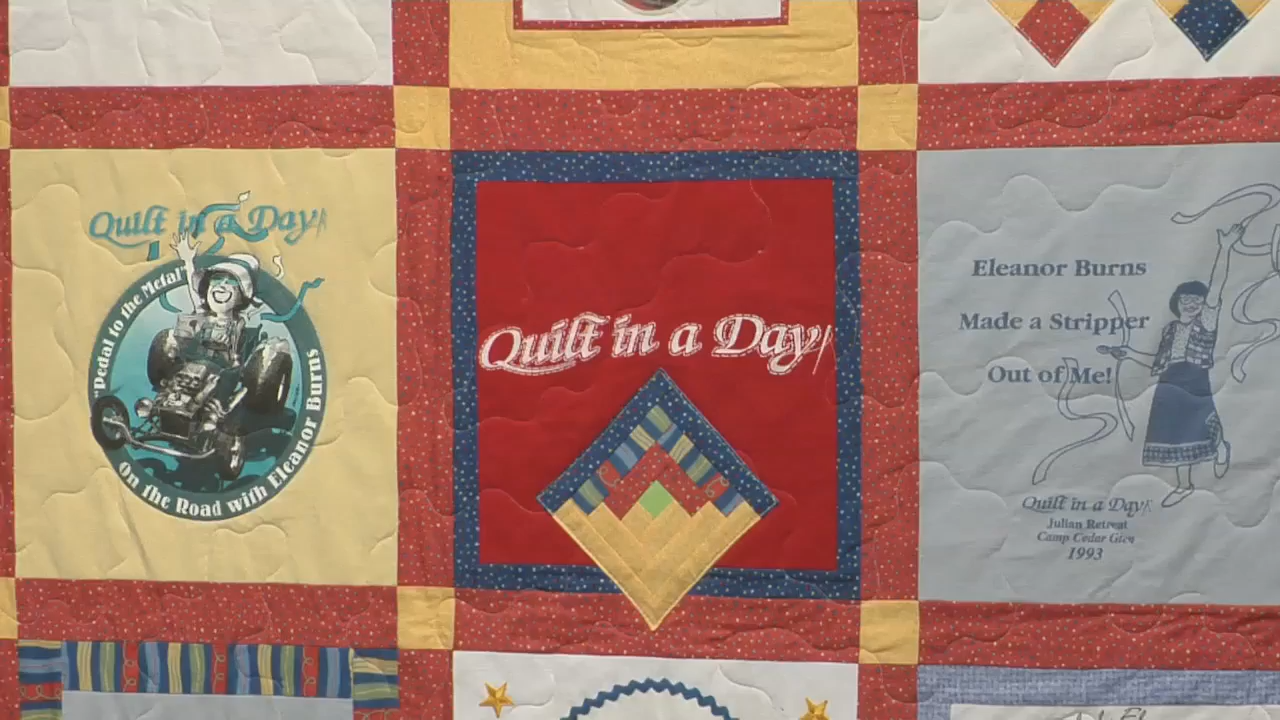 Quilt in a Day
"Pedal to the Metal"
On the Road with Eleanor Burns
Quilt in a Day
Eleanor Burns
Made a Stripper
Out of Me!
Quilt in a Day
Julian Retreat
Camp Cedar Glen
1993